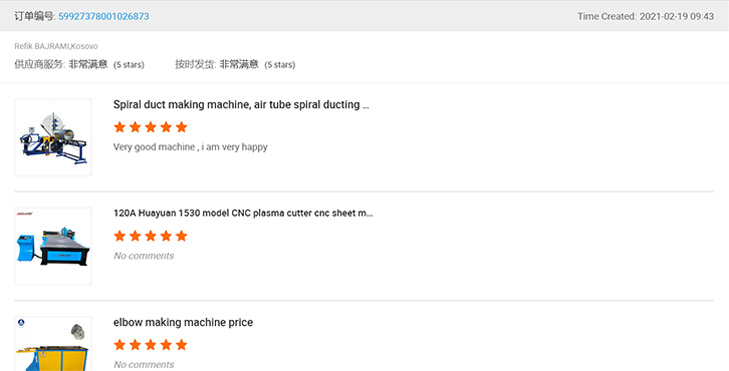 订单编号: 59927378001026873 Time Created: 2021-02-19 09:43
Refik BAJRAMI,Kosovo
供应商服务: 非常满意 (5 stars) 按时发货: 非常满意 (5 stars)
Spiral duct making machine, air tube spiral ducting ...
Very good machine , i am very happy
120A Huayuan 1530 model CNC plasma cutter cnc sheet m...
No comments
elbow making machine price
No comments